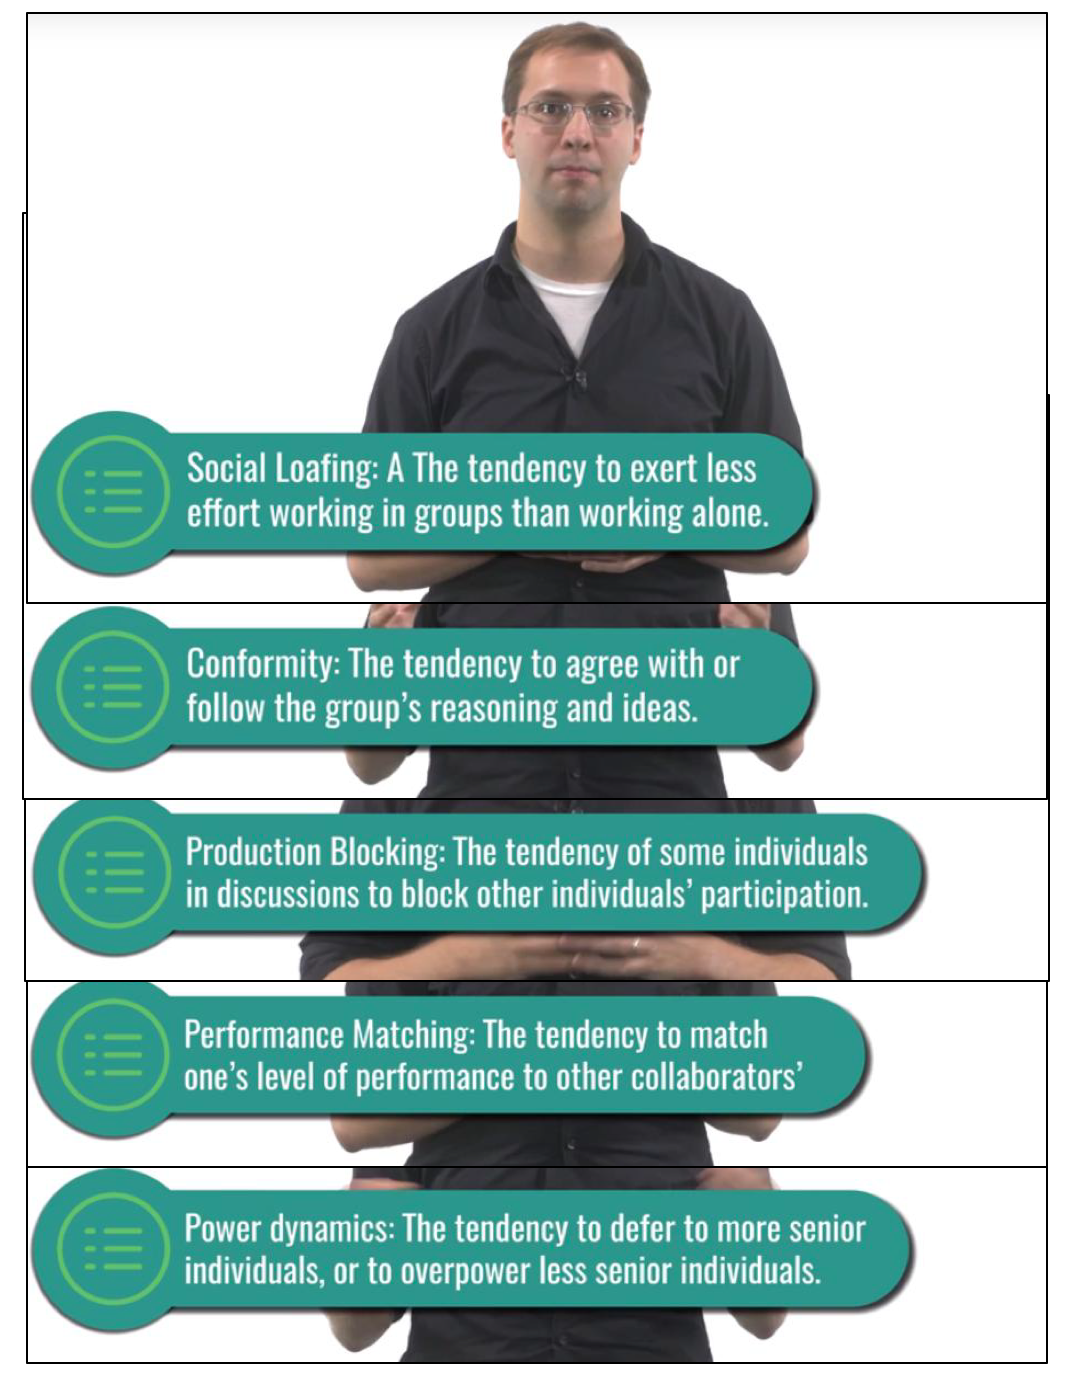 Social Loafing: A The tendency to exert less
effort working in groups than working alone.
Conformity: The tendency to agree with or
follow the group’s reasoning and ideas.
Production Blocking: The tendency of some individuals
in discussions to block other individuals’ participation.
Performance Matching: The tendency to match
one’s level of performance to other collaborators’
Power dynamics: The tendency to defer to more senior
individuals, or to overpower less senior individuals.